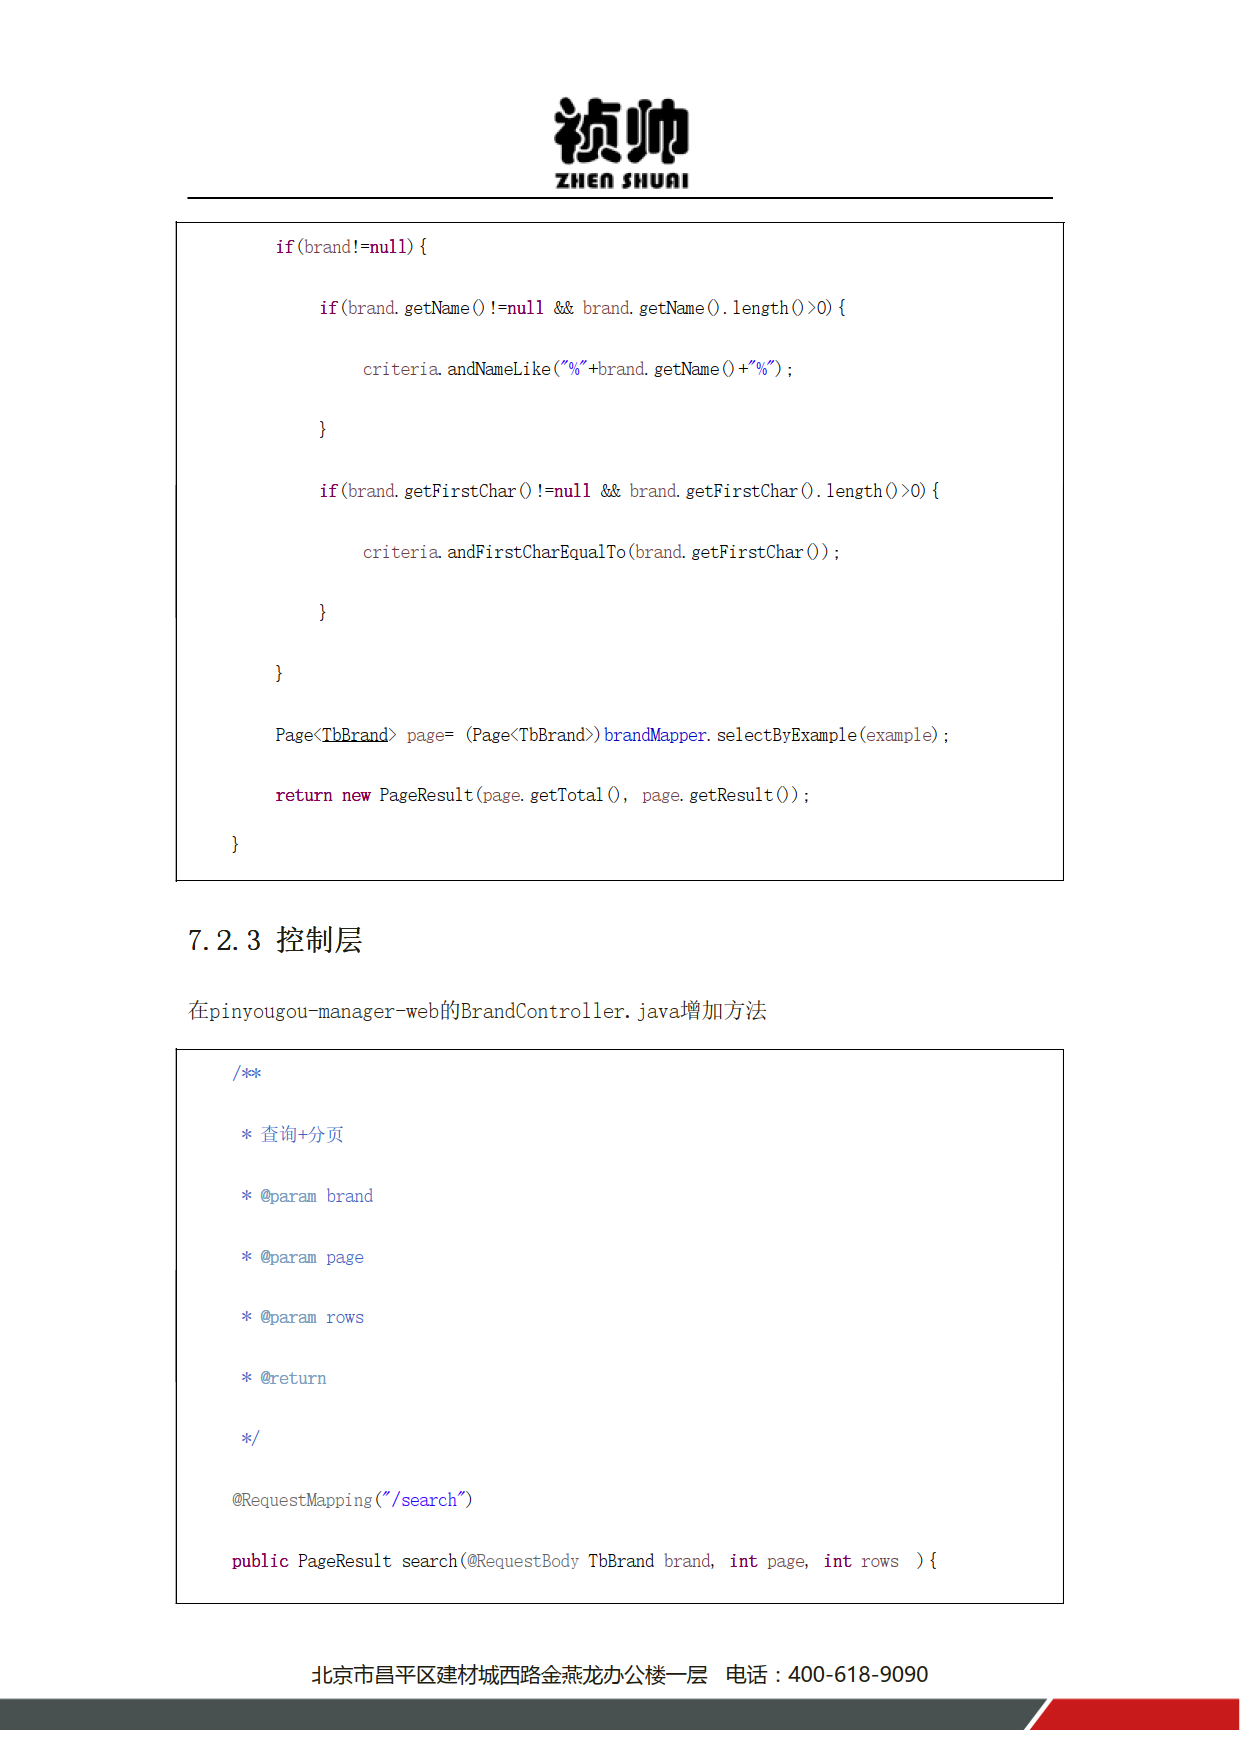 祯帅
ZHEN SHUAI
if(brand!=null){
if(brand.getName()!=null && brand.getName().length()>0){
criteria.andNameLike("%"+brand.getName()+"%");
}
if(brand.getFirstChar()!=null && brand.getFirstChar().length()>0){
criteria.andFirstCharEqualTo(brand.getFirstChar());
}
}
Page<TbBrand> page= (Page<TbBrand>)brandMapper.selectByExample(example);
return new PageResult(page.getTotal(), page.getResult());
}
7.2.3 控制层
在pinyougou-manager-web的BrandController.java增加方法
/**
* 查询+分页
* @param brand
* @param page
* @param rows
* @return
*/
@RequestMapping("/search")
public PageResult search(@RequestBody TbBrand brand, int page, int rows  ){
北京市昌平区建材城西路金燕龙办公楼一层   电话：400-618-9090